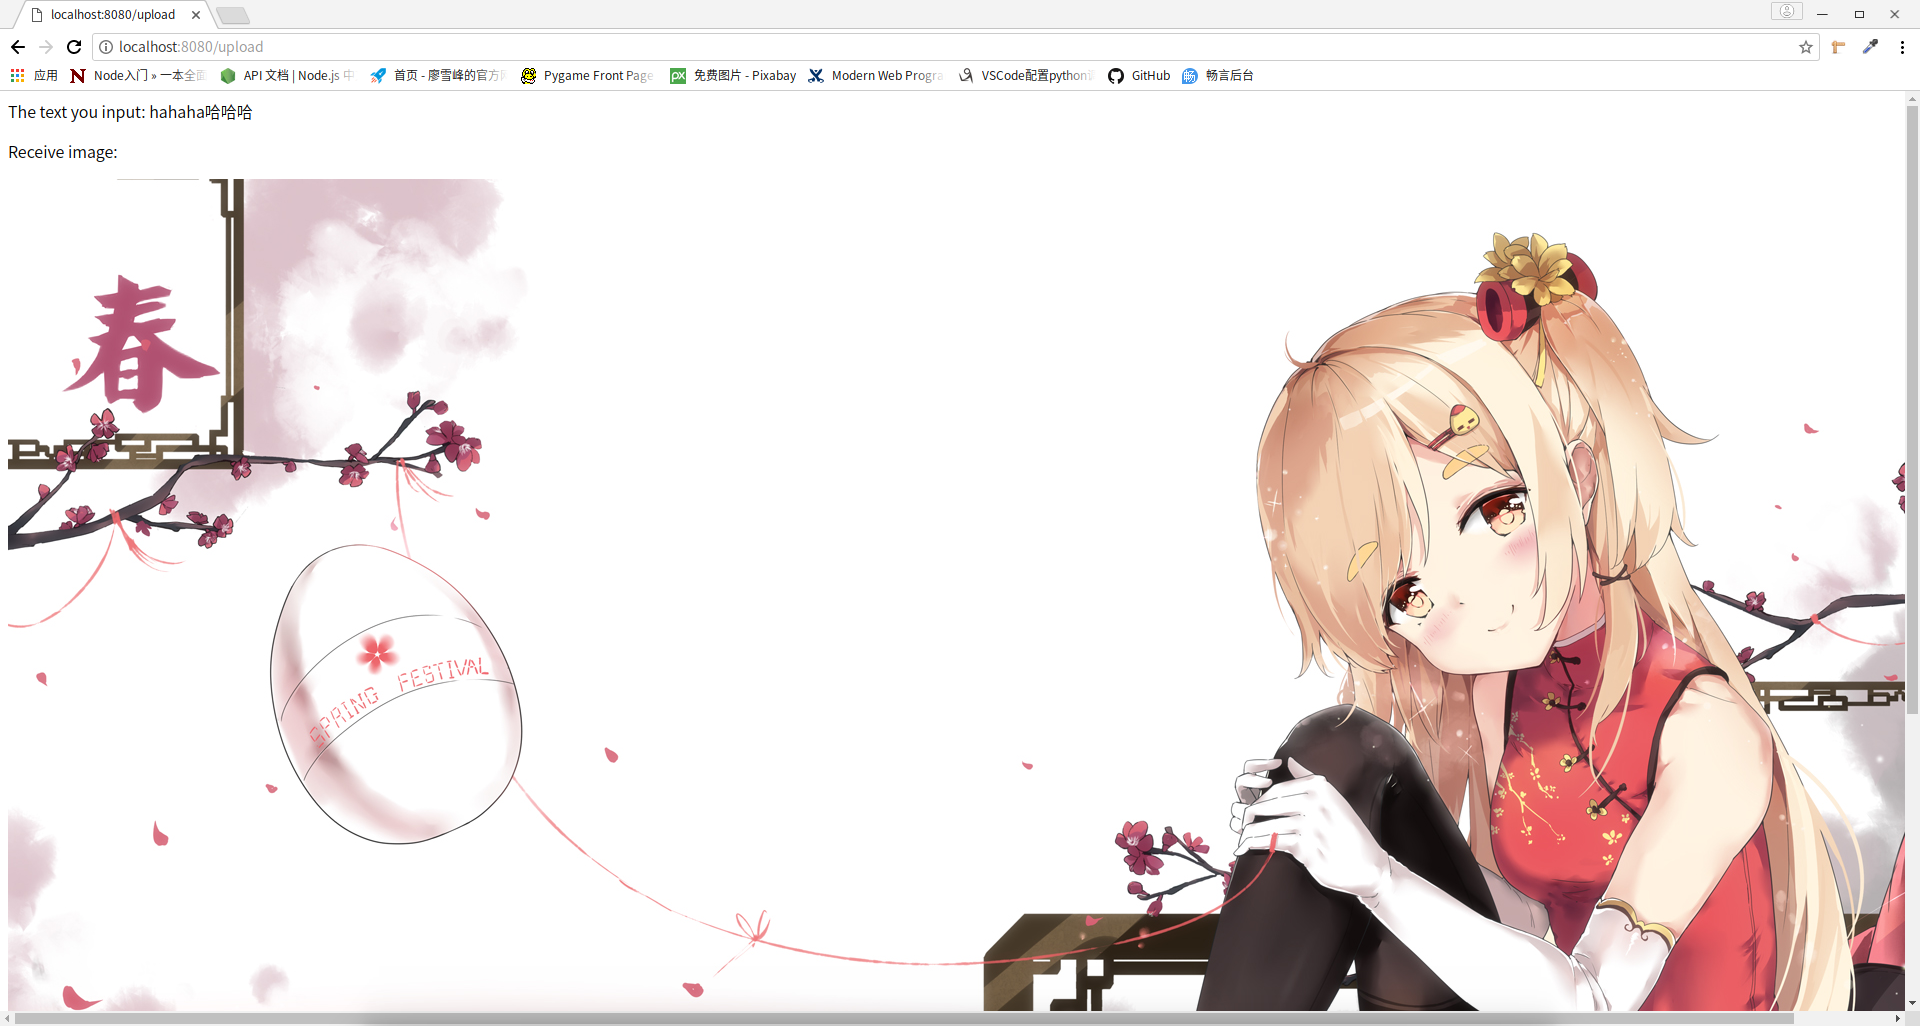 localhost:8080/upload
localhost:8080/upload
应用 Node入门 » 一本全面 API 文档 | Node.js 中 首页 - 廖雪峰的官方网 Pygame Front Page 免费图片 - Pixabay Modern Web Progra VSCode配置python GitHub 畅言后台
The text you input: hahaha哈哈哈
Receive image:
春
SPRING FESTIVAL